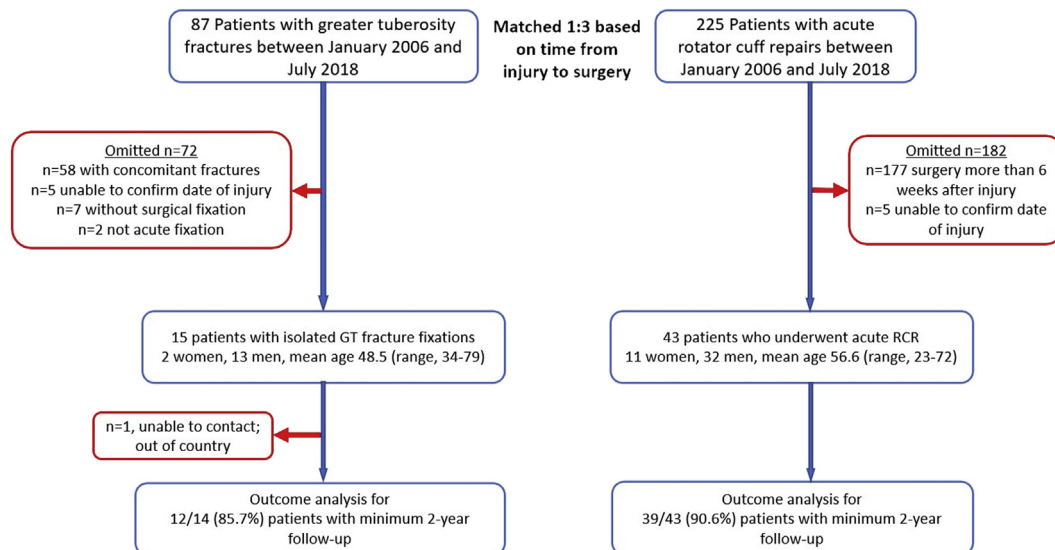 87 Patients with greater tuberosity
fractures between January 2006 and
July 2018
Matched 1:3 based
on time from
injury to surgery
225 Patients with acute
rotator cuff repairs between
January 2006 and July 2018
Omitted n=72
n=58 with concomitant fractures
n=5 unable to confirm date of injury
n=7 without surgical fixation
n=2 not acute fixation
Omitted n=182
n=177 surgery more than 6
weeks after injury
n=5 unable to confirm date
of injury
15 patients with isolated GT fracture fixations
2 women, 13 men, mean age 48.5 (range, 34-79)
43 patients who underwent acute RCR
11 women, 32 men, mean age 56.6 (range, 23-72)
n=1, unable to contact;
out of country
Outcome analysis for
12/14 (85.7%) patients with minimum 2-year
follow-up
Outcome analysis for
39/43 (90.6%) patients with minimum 2-year
follow-up